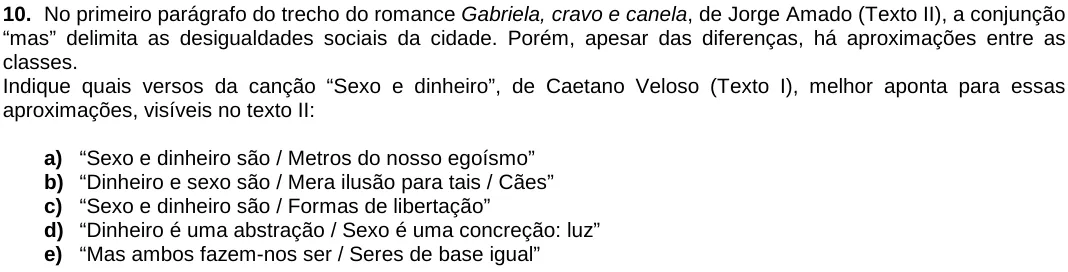 10. No primeiro parágrafo do trecho do romance Gabriela, cravo e canela, de Jorge Amado (Texto II), a conjunção
“mas” delimita as desigualdades sociais da cidade. Porém, apesar das diferenças, há aproximações entre as
classes.
Indique quais versos da canção “Sexo e dinheiro”, de Caetano Veloso (Texto I), melhor aponta para essas
aproximações, visíveis no texto II:
a) “Sexo e dinheiro são / Metros do nosso egoísmo”
b) “Dinheiro e sexo são / Mera ilusão para tais / Cães”
c) “Sexo e dinheiro são / Formas de libertação”
d) “Dinheiro é uma abstração / Sexo é uma concreção: luz”
e) “Mas ambos fazem-nos ser / Seres de base igual”